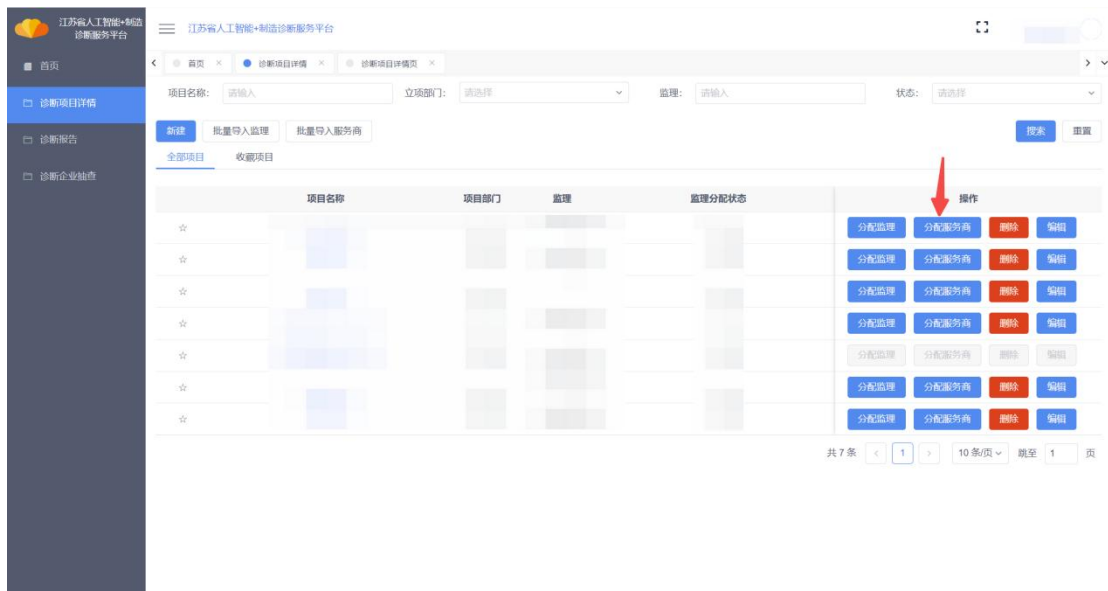 江苏省人工智能+制造
诊断服务平台
江苏省人工智能+制造诊断服务平台
首页
诊断项目详情
诊断报告
诊断企业抽查
首页 × 诊断项目详情 × 诊断项目详情页 ×
项目名称: 请输入 立项部门: 请选择 监理: 请输入 状态: 请选择
新建 批量导入监理 批量导入服务商 搜索 重置
全部项目 收藏项目
项目名称 项目部门 监理 监理分配状态 操作
分配监理 分配服务商 删除 编辑
分配监理 分配服务商 删除 编辑
分配监理 分配服务商 删除 编辑
分配监理 分配服务商 删除 编辑
分配监理 分配服务商 删除 编辑
分配监理 分配服务商 删除 编辑
分配监理 分配服务商 删除 编辑
共 7 条 < 1 > 10 条/页 跳至 1 页